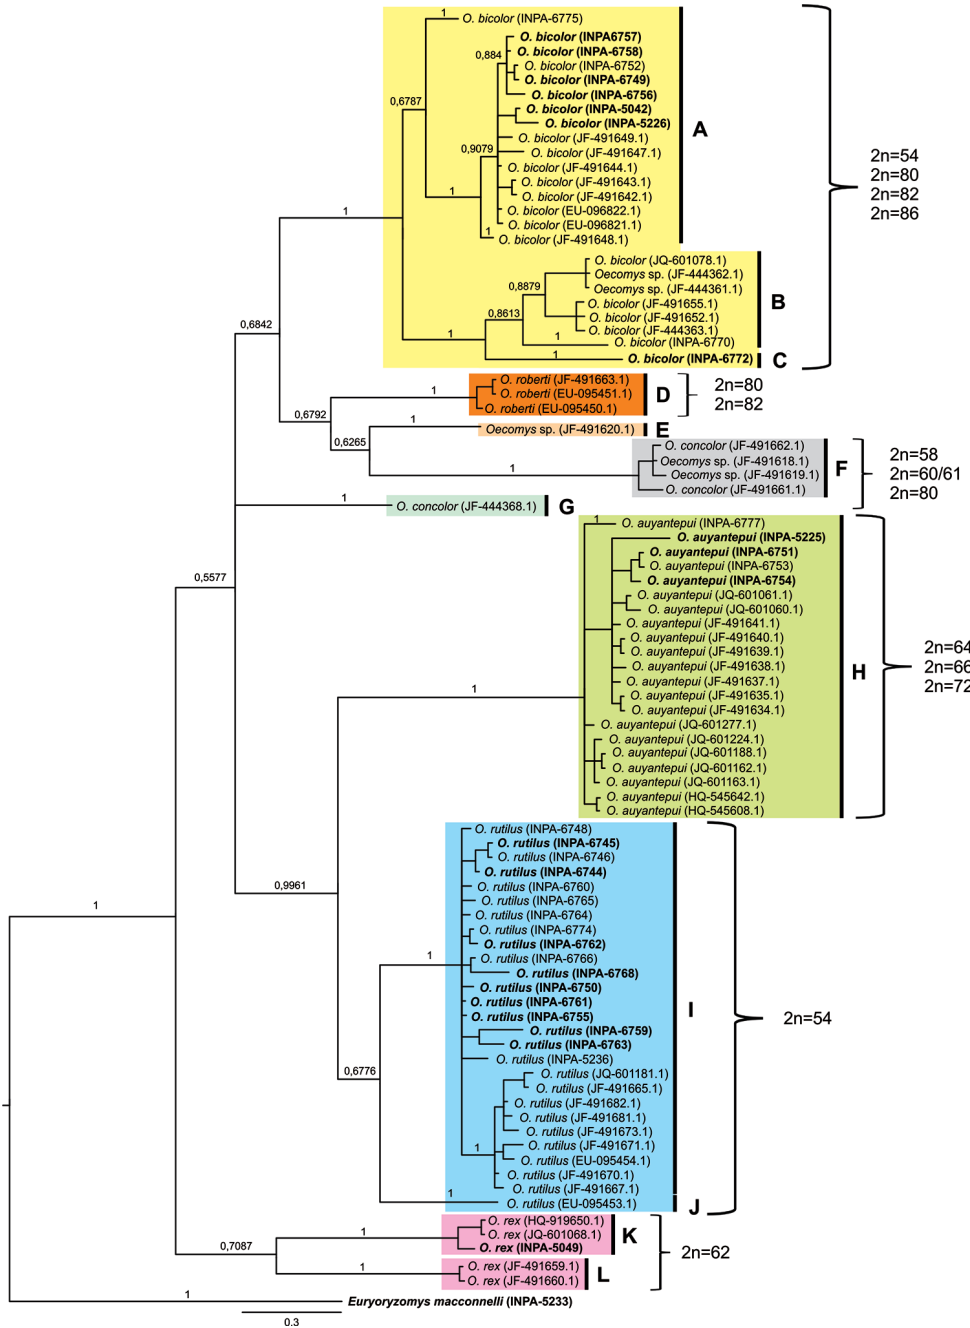 1
O. bicolor (INPA-6775)
O. bicolor (INPA6757)
0,884
O. bicolor (INPA-6758)
O. bicolor (INPA-6752)
O. bicolor (INPA-6749)
O. bicolor (INPA-6756)
0,6787
O. bicolor (INPA-5042)
O. bicolor (INPA-5226)
A
O. bicolor (JF-491649.1)
0,9079
O. bicolor (JF-491647.1)
O. bicolor (JF-491644.1)
O. bicolor (JF-491643.1)
1
O. bicolor (JF-491642.1)
O. bicolor (EU-096822.1)
O. bicolor (EU-096821.1)
1
O. bicolor (JF-491648.1)
2n=54
2n=80
2n=82
2n=86
1
O. bicolor (JQ-601078.1)
Oecomys sp. (JF-444362.1)
0,8879
Oecomys sp. (JF-444361.1)
O. bicolor (JF-491655.1)
B
0,8613
O. bicolor (JF-491652.1)
O. bicolor (JF-444363.1)
1
1
O. bicolor (INPA-6770)
1
O. bicolor (INPA-6772)
C
0,6842
O. roberti (JF-491663.1)
1
O. roberti (EU-095451.1)
D
O. roberti (EU-095450.1)
2n=80
2n=82
0,6792
1
Oecomys sp. (JF-491620.1)
E
0,6265
O. concolor (JF-491662.1)
Oecomys sp. (JF-491618.1)
F
1
Oecomys sp. (JF-491619.1)
O. concolor (JF-491661.1)
2n=58
2n=60/61
2n=80
1
O. concolor (JF-444368.1)
G
0,5577
1
O. auyantepui (INPA-6777)
O. auyantepui (INPA-5225)
O. auyantepui (INPA-6751)
O. auyantepui (INPA-6753)
O. auyantepui (INPA-6754)
O. auyantepui (JQ-601061.1)
O. auyantepui (JQ-601060.1)
O. auyantepui (JF-491641.1)
O. auyantepui (JF-491640.1)
O. auyantepui (JF-491639.1)
O. auyantepui (JF-491638.1)
H
O. auyantepui (JF-491637.1)
1
O. auyantepui (JF-491635.1)
O. auyantepui (JF-491634.1)
O. auyantepui (JQ-601277.1)
O. auyantepui (JQ-601224.1)
O. auyantepui (JQ-601188.1)
O. auyantepui (JQ-601162.1)
O. auyantepui (JQ-601163.1)
O. auyantepui (HQ-545642.1)
O. auyantepui (HQ-545608.1)
2n=64
2n=66
2n=72
0,9961
1
O. rutilus (INPA-6748)
O. rutilus (INPA-6745)
O. rutilus (INPA-6746)
O. rutilus (INPA-6744)
O. rutilus (INPA-6760)
O. rutilus (INPA-6765)
O. rutilus (INPA-6764)
O. rutilus (INPA-6774)
O. rutilus (INPA-6762)
1
O. rutilus (INPA-6766)
O. rutilus (INPA-6768)
O. rutilus (INPA-6750)
O. rutilus (INPA-6761)
I
O. rutilus (INPA-6755)
2n=54
O. rutilus (INPA-6759)
O. rutilus (INPA-6763)
O. rutilus (INPA-5236)
0,6776
O. rutilus (JQ-601181.1)
O. rutilus (JF-491665.1)
O. rutilus (JF-491682.1)
O. rutilus (JF-491681.1)
O. rutilus (JF-491673.1)
1
O. rutilus (JF-491671.1)
O. rutilus (EU-095454.1)
O. rutilus (JF-491670.1)
O. rutilus (JF-491667.1)
1
O. rutilus (EU-095453.1)
J
O. rex (HQ-919650.1)
1
O. rex (JQ-601068.1)
K
O. rex (INPA-5049)
0,7087
2n=62
1
O. rex (JF-491659.1)
L
O. rex (JF-491660.1)
1
Euryoryzomys macconnelli (INPA-5233)
0.3